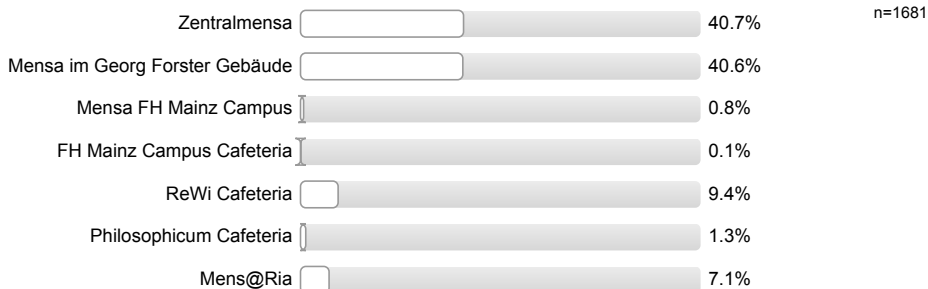 n=1681
Zentralmensa 40.7%
Mensa im Georg Forster Gebäude 40.6%
Mensa FH Mainz Campus 0.8%
FH Mainz Campus Cafeteria 0.1%
ReWi Cafeteria 9.4%
Philosophicum Cafeteria 1.3%
Mens@Ria 7.1%